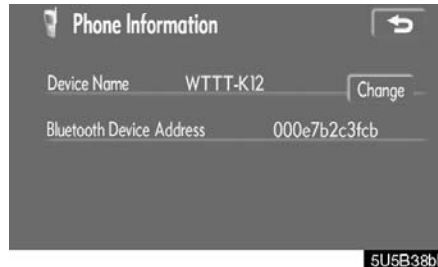 Phone Information
Device Name WTTT-K12 Change
Bluetooth Device Address 000e7b2c3fcb
5U5B38b